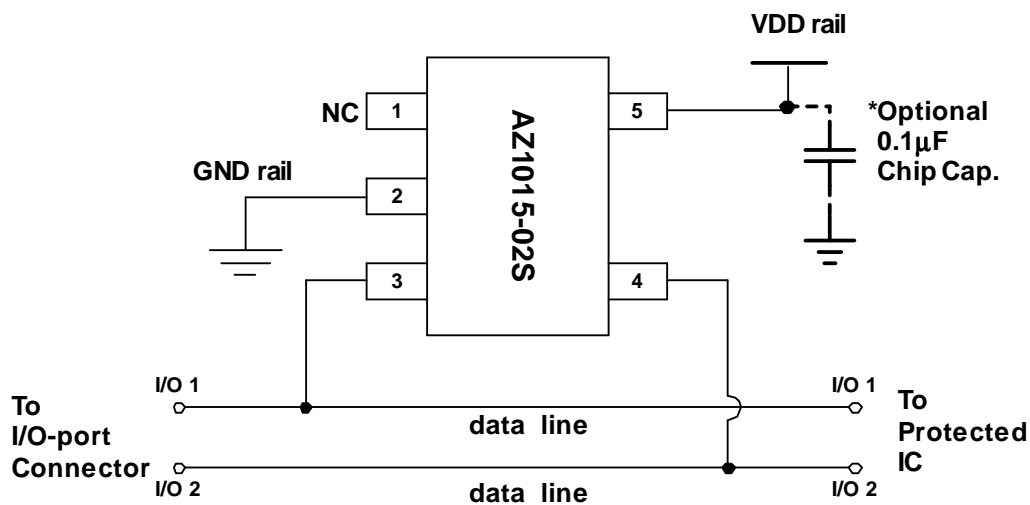 VDD rail
NC
1
5
*Optional
0.1μF
Chip Cap.
GND rail
2
AZ1015-02S
3
4
I/O 1
I/O 1
To
I/O-port
Connector
data line
To
Protected
IC
I/O 2
data line
I/O 2